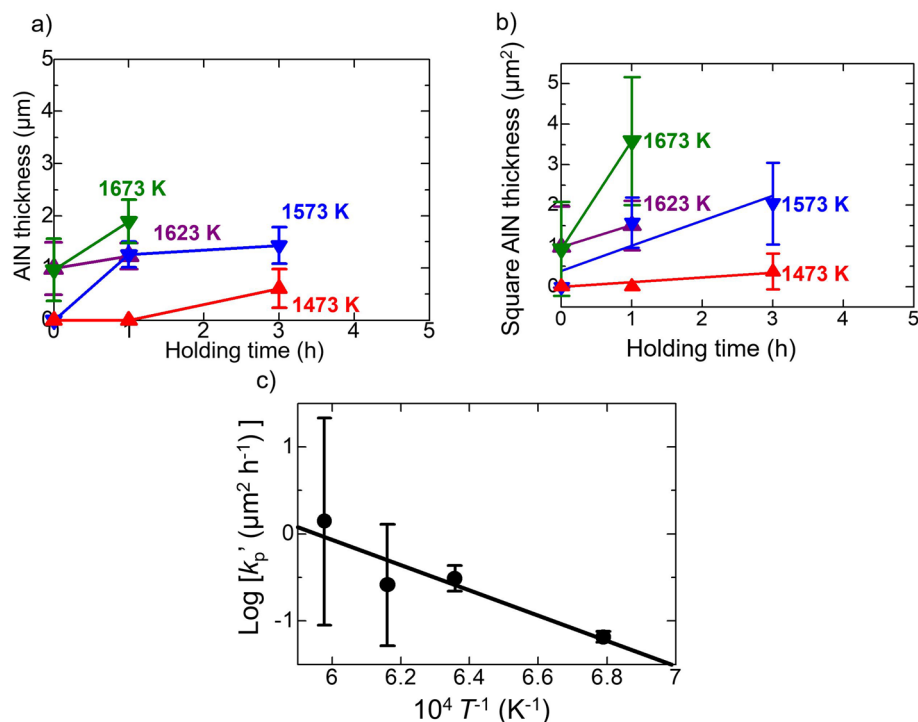 a)
AlN thickness (μm)
5
4
3
2
1
0
1673 K
1623 K
1573 K
1473 K
0 1 2 3 4 5
Holding time (h)
b)
Square AlN thickness (μm²)
5
4
3
2
1
0
1673 K
1623 K
1573 K
1473 K
0 1 2 3 4 5
Holding time (h)
c)
Log [kₚ’ (μm² h⁻¹) ]
1
0
-1
6 6.2 6.4 6.6 6.8 7
10⁴ T⁻¹ (K⁻¹)